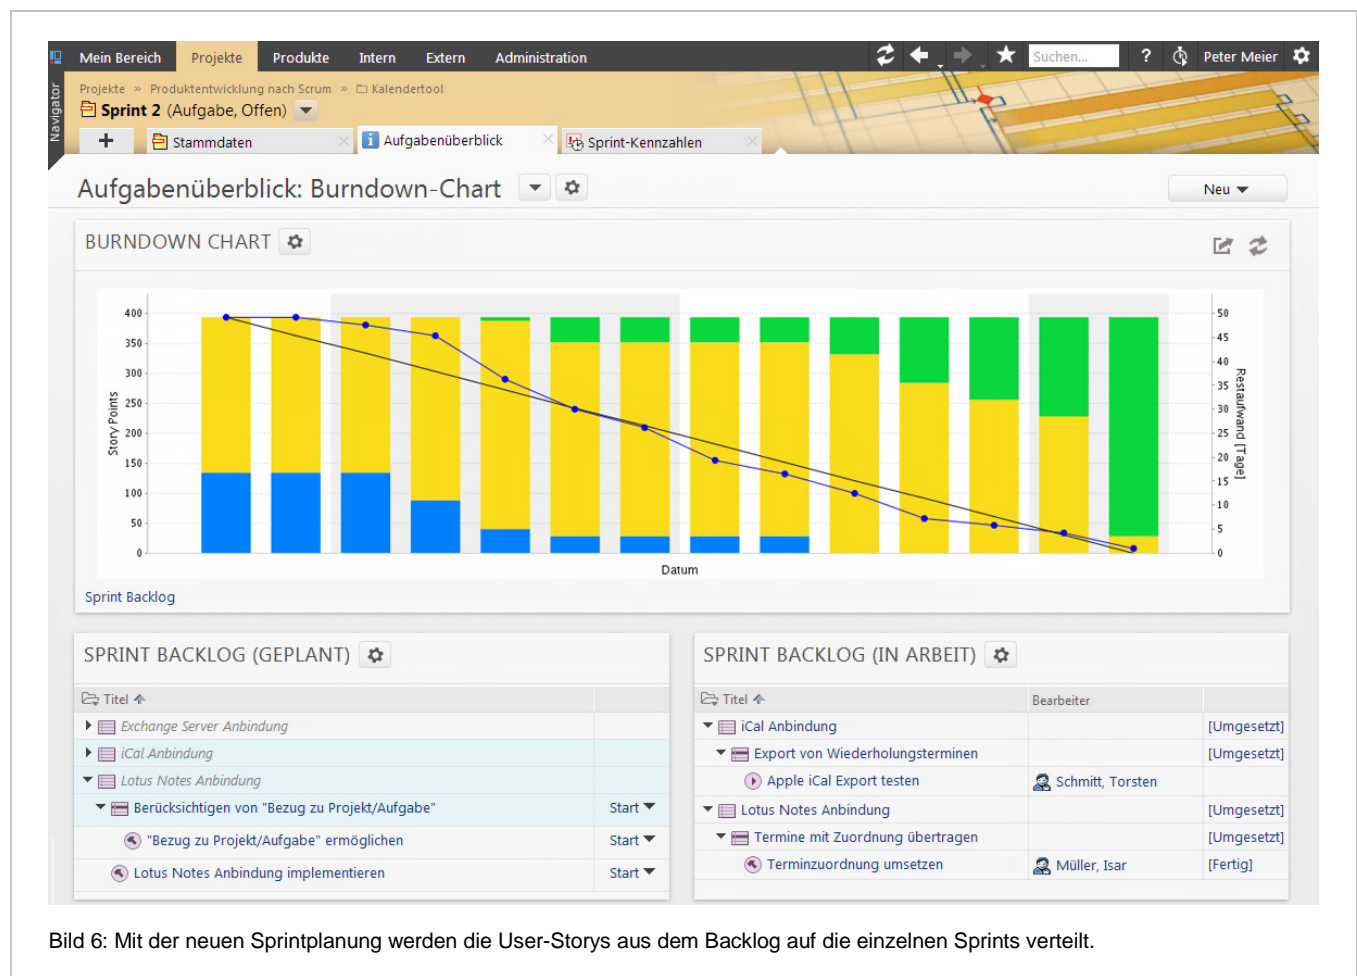 Mein Bereich Projekte Produkte Intern Extern Administration Suchen... ? Peter Meier
Navigator
Projekte » Produktentwicklung nach Scrum » Kalendertool
Sprint 2 (Aufgabe, Offen)
+ Stammdaten × Aufgabenüberblick × Sprint-Kennzahlen ×
Aufgabenüberblick: Burndown-Chart Neu
BURNDOWN CHART
Story Points
400
350
300
250
200
150
100
50
0
50
45
40
35
30
25
20
15
10
5
0
Restaufwand [Tage]
Datum
Sprint Backlog
SPRINT BACKLOG (GEPLANT)
Titel
Exchange Server Anbindung
iCal Anbindung
Lotus Notes Anbindung
Berücksichtigen von "Bezug zu Projekt/Aufgabe" Start
"Bezug zu Projekt/Aufgabe" ermöglichen Start
Lotus Notes Anbindung implementieren Start
SPRINT BACKLOG (IN ARBEIT)
Titel Bearbeiter
iCal Anbindung [Umgesetzt]
Export von Wiederholungsterminen [Umgesetzt]
Apple iCal Export testen Schmitt, Torsten
Lotus Notes Anbindung [Umgesetzt]
Termine mit Zuordnung übertragen [Umgesetzt]
Terminzuordnung umsetzen Müller, Isar [Fertig]
Bild 6: Mit der neuen Sprintplanung werden die User-Storys aus dem Backlog auf die einzelnen Sprints verteilt.